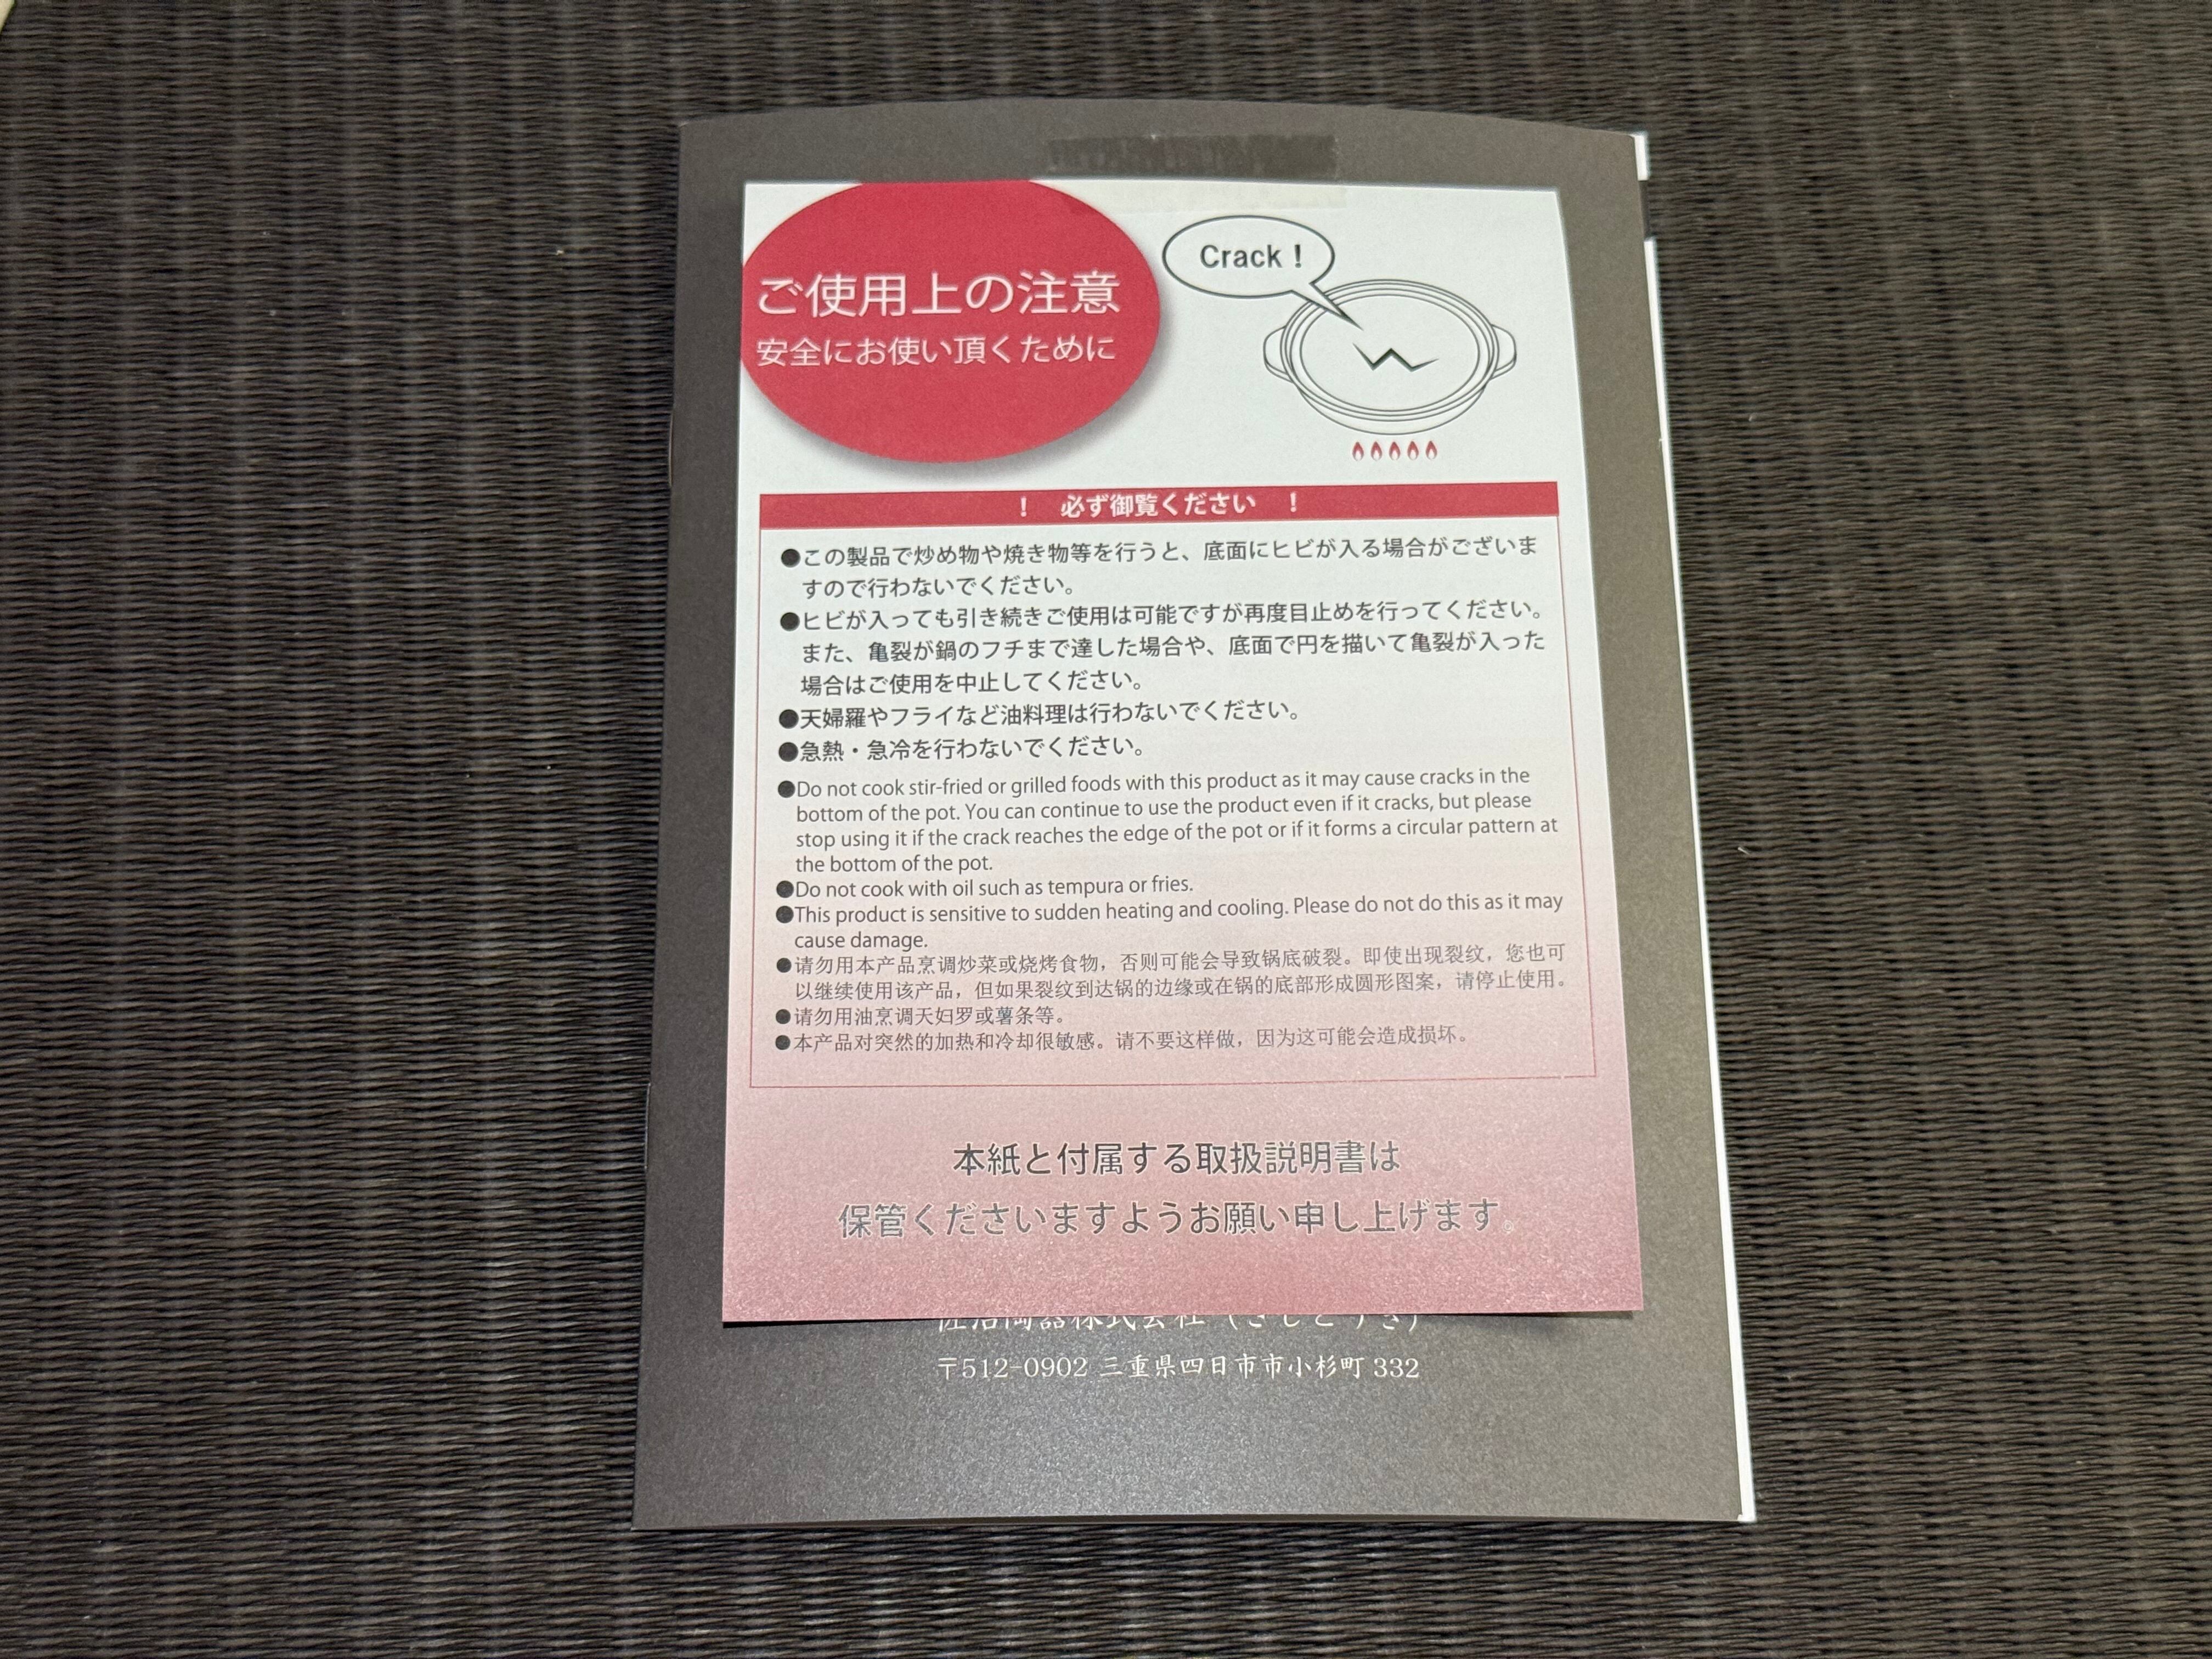 ご使用上の注意
安全にお使い頂くために
Crack！
！ 必ず御覧ください ！
●この製品で炒め物や焼き物等を行うと、底面にヒビが入る場合がございま
すので行わないでください。
●ヒビが入っても引き続きご使用は可能ですが再度目止めを行ってください。
また、亀裂が鍋のフチまで達した場合や、底面で円を描いて亀裂が入った
場合はご使用を中止してください。
●天婦羅やフライなど油料理は行わないでください。
●急熱・急冷を行わないでください。
●Do not cook stir-fried or grilled foods with this product as it may cause cracks in the
bottom of the pot. You can continue to use the product even if it cracks, but please
stop using it if the crack reaches the edge of the pot or if it forms a circular pattern at
the bottom of the pot.
●Do not cook with oil such as tempura or fries.
●This product is sensitive to sudden heating and cooling. Please do not do this as it may
cause damage.
●请勿用本产品烹调炒菜或烧烤食物，否则可能会导致锅底破裂。即使出现裂纹，您也可
以继续使用该产品，但如果裂纹到达锅的边缘或在锅的底部形成圆形图案，请停止使用。
●请勿用油烹调天妇罗或薯条等。
●本产品对突然的加热和冷却很敏感。请不要这样做，因为这可能会造成损坏。
本紙と付属する取扱説明書は
保管くださいますようお願い申し上げます。
佐治陶器株式会社（さじとうき）
〒512-0902 三重県四日市市小杉町 332